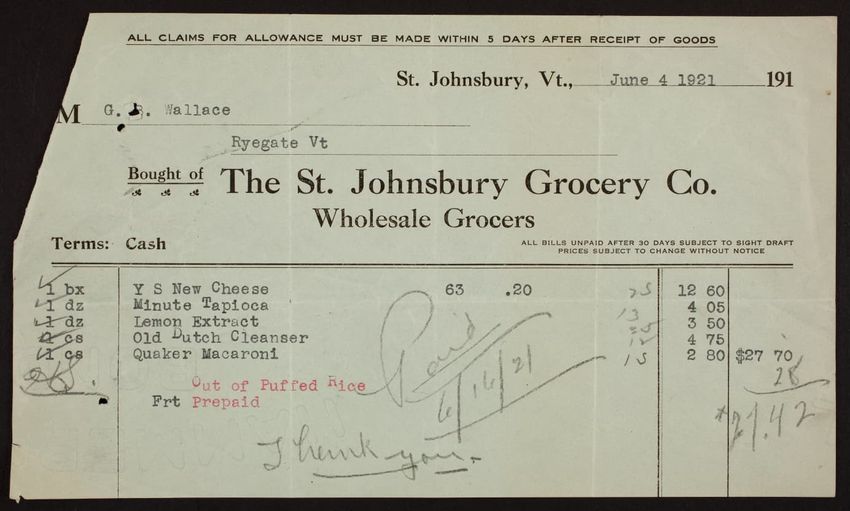 ALL CLAIMS FOR ALLOWANCE MUST BE MADE WITHIN 5 DAYS AFTER RECEIPT OF GOODS
St. Johnsbury, Vt., June 4 1921 191
M G. Wallace
Ryegate Vt
Bought of The St. Johnsbury Grocery Co.
Wholesale Grocers
Terms: Cash
ALL BILLS UNPAID AFTER 30 DAYS SUBJECT TO SIGHT DRAFT
PRICES SUBJECT TO CHANGE WITHOUT NOTICE
1 bx Y S New Cheese 63 .20 12 60
1 dz Minute Tapioca 13 4 05
1 dz Lemon Extract 3 50
cs Old Dutch Cleanser 4 75
1 cs Quaker Macaroni 15 2 80 $27 70
28
27.42
Out of Puffed Rice
Frt Prepaid
Paid
6/16/21
Thank you.